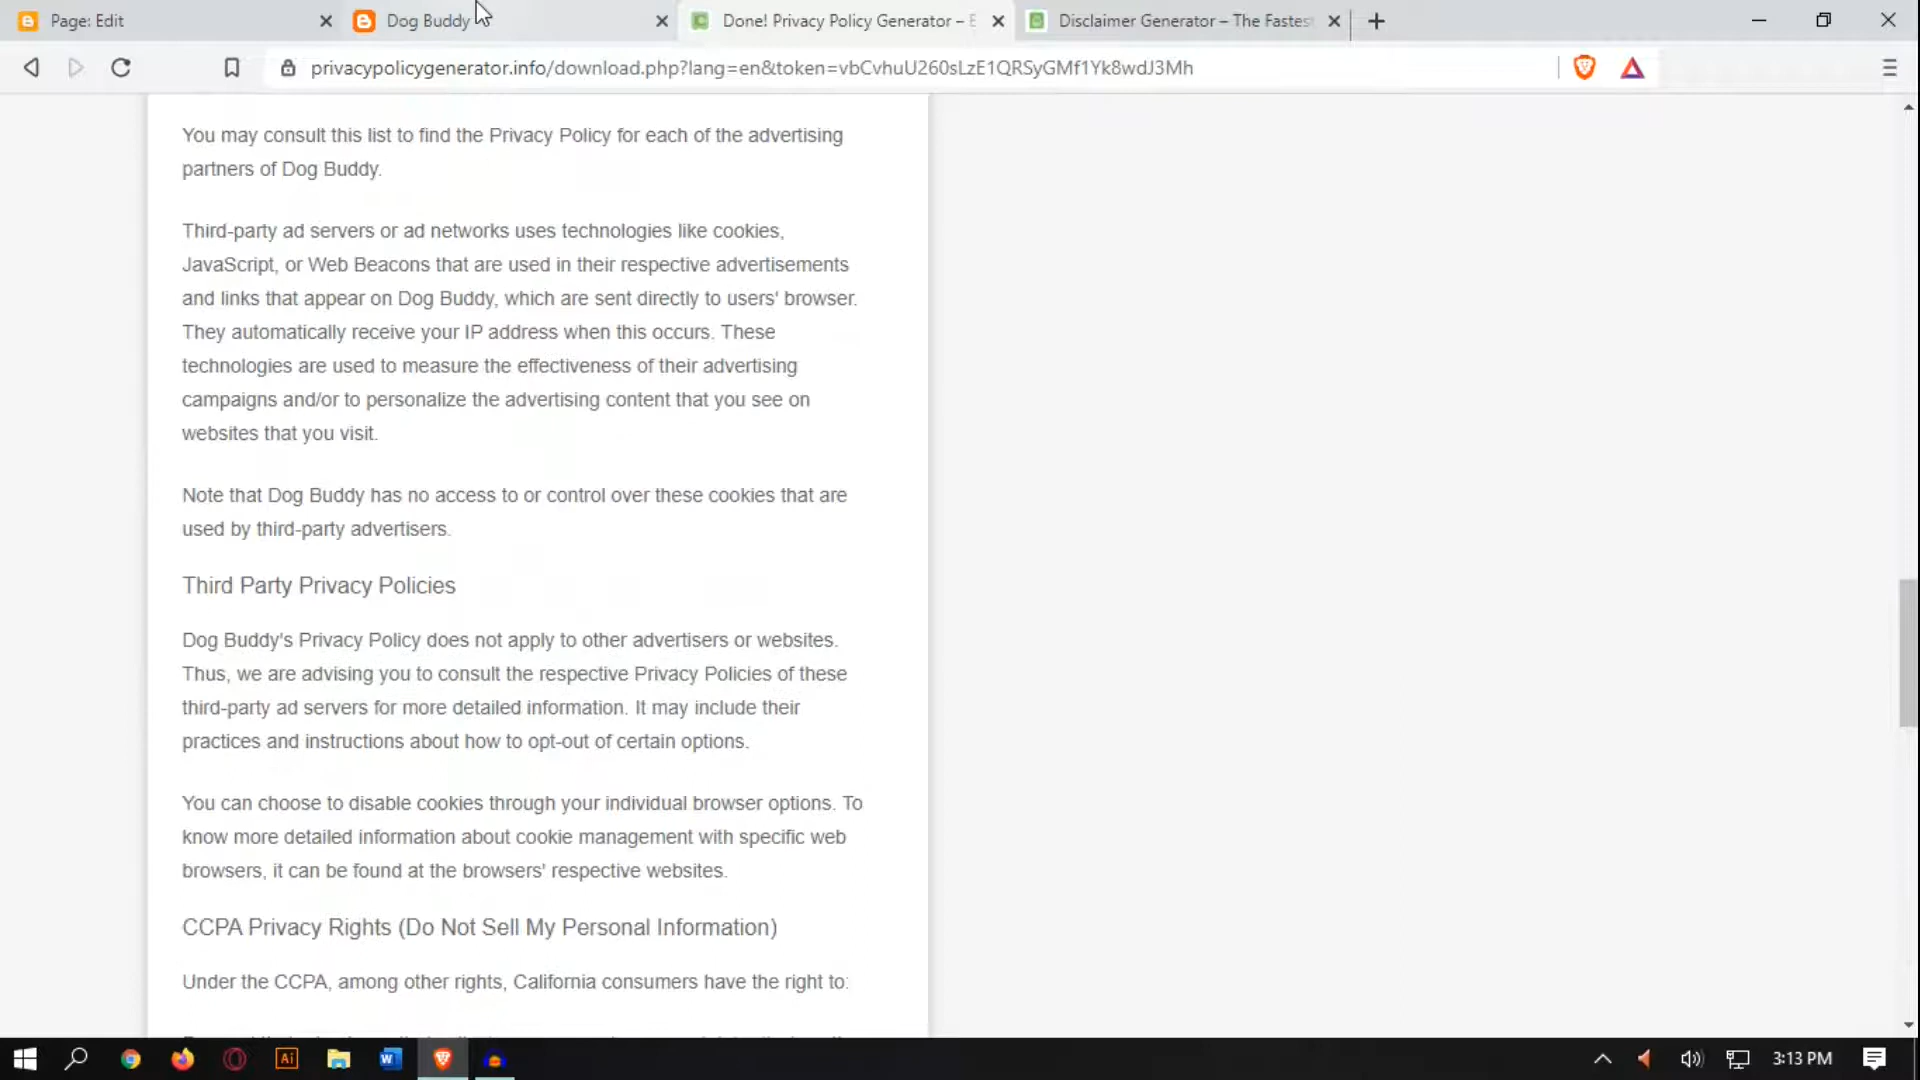 Page: Edit
Dog Buddy
Done! Privacy Policy Generator –
Disclaimer Generator – The Fastest
privacypolicygenerator.info/download.php?lang=en&token=vbCvhuU260sLzE1QRSyGMf1Yk8wdJ3Mh
You may consult this list to find the Privacy Policy for each of the advertising
partners of Dog Buddy.
Third-party ad servers or ad networks uses technologies like cookies,
JavaScript, or Web Beacons that are used in their respective advertisements
and links that appear on Dog Buddy, which are sent directly to users' browser.
They automatically receive your IP address when this occurs. These
technologies are used to measure the effectiveness of their advertising
campaigns and/or to personalize the advertising content that you see on
websites that you visit.
Note that Dog Buddy has no access to or control over these cookies that are
used by third-party advertisers.
Third Party Privacy Policies
Dog Buddy's Privacy Policy does not apply to other advertisers or websites.
Thus, we are advising you to consult the respective Privacy Policies of these
third-party ad servers for more detailed information. It may include their
practices and instructions about how to opt-out of certain options.
You can choose to disable cookies through your individual browser options. To
know more detailed information about cookie management with specific web
browsers, it can be found at the browsers' respective websites.
CCPA Privacy Rights (Do Not Sell My Personal Information)
Under the CCPA, among other rights, California consumers have the right to:
Ai
3:13 PM